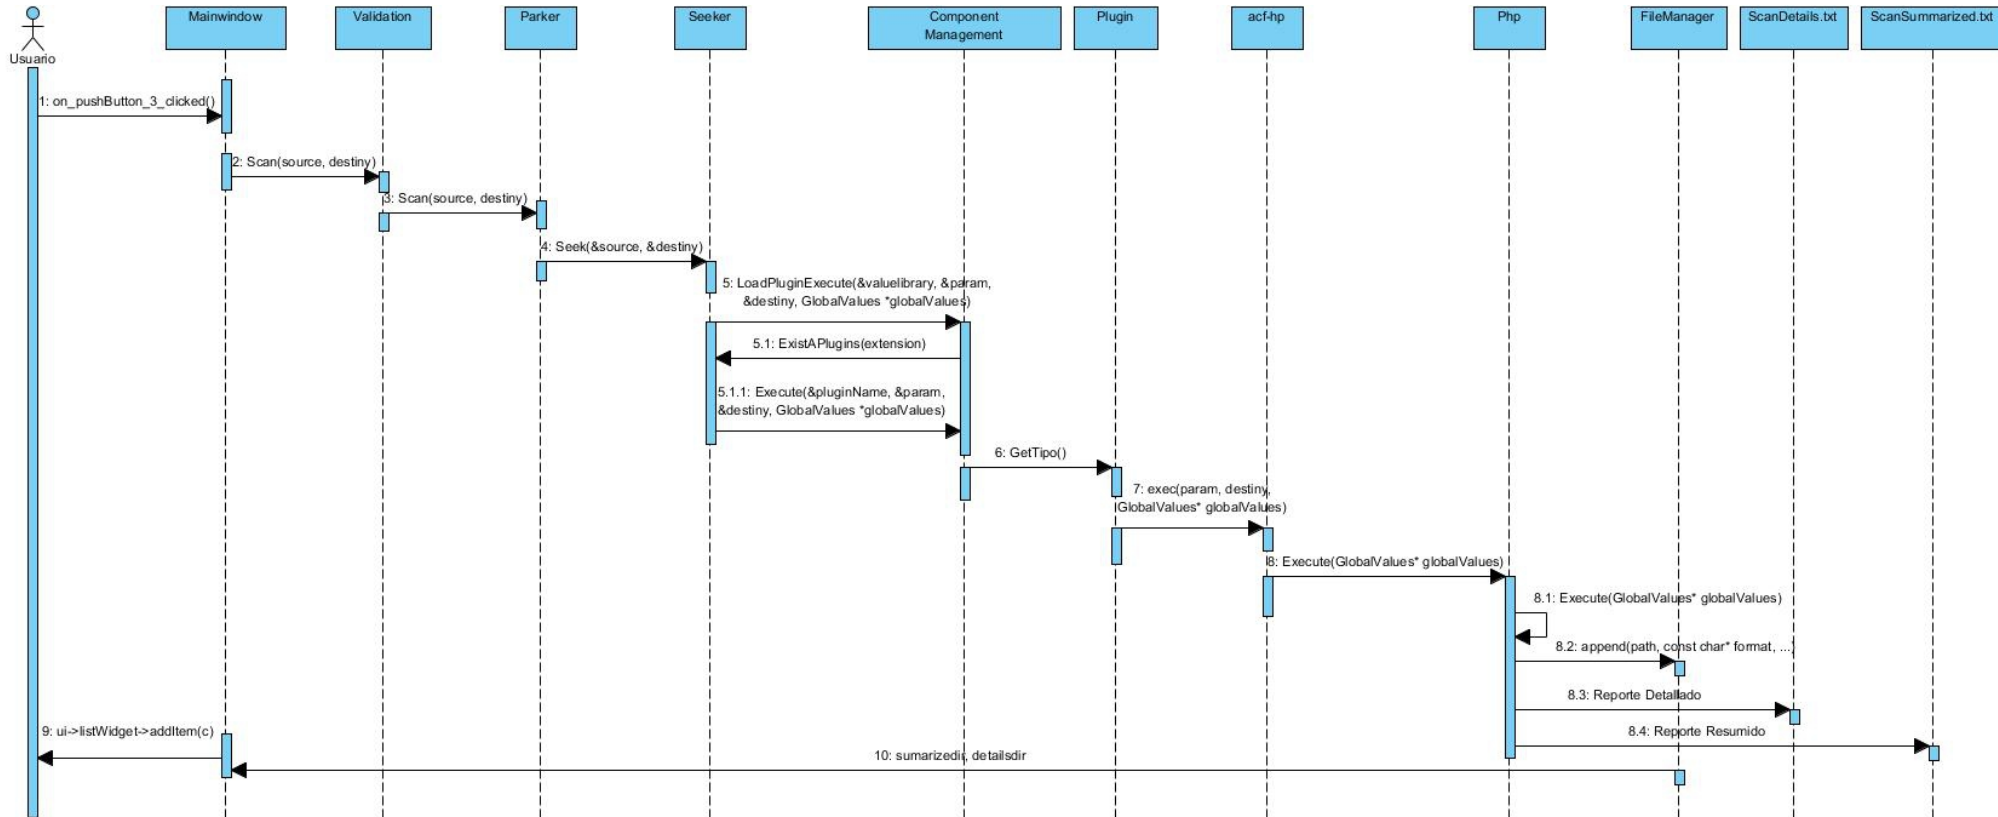 Mainwindow
Validation
Parker
Seeker
Component
Management
Plugin
acf-hp
Php
FileManager
ScanDetails.txt
ScanSummarized.txt
Usuario
1: on_pushButton_3_clicked()
2: Scan(source, destiny)
3: Scan(source, destiny)
4: Seek(&source, &destiny)
5: LoadPluginExecute(&valuelibrary, &param,
&destiny, GlobalValues *globalValues)
5.1: ExistAPlugins(extension)
5.1.1: Execute(&pluginName, &param,
&destiny, GlobalValues *globalValues)
6: GetTipo()
7: exec(param, destiny,
GlobalValues* globalValues)
8: Execute(GlobalValues* globalValues)
8.1: Execute(GlobalValues* globalValues)
8.2: append(path, const char* format, ...)
8.3: Reporte Detallado
8.4: Reporte Resumido
9: ui->listWidget->addItem(c)
10: sumarizedir, detailsdir